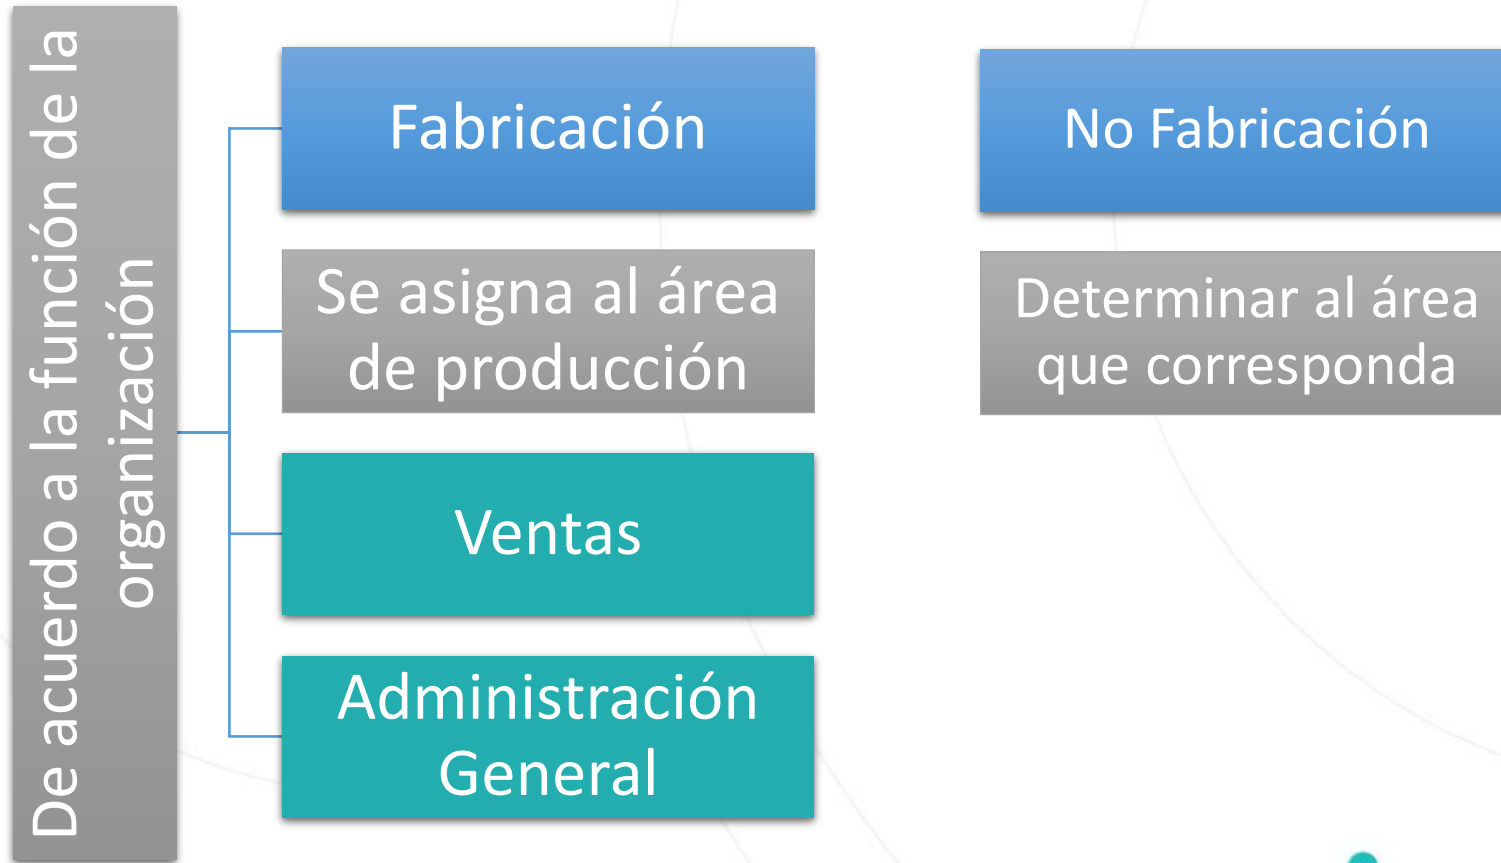 De acuerdo a la función de la
organización
Fabricación
Se asigna al área
de producción
Ventas
Administración
General
No Fabricación
Determinar al área
que corresponda